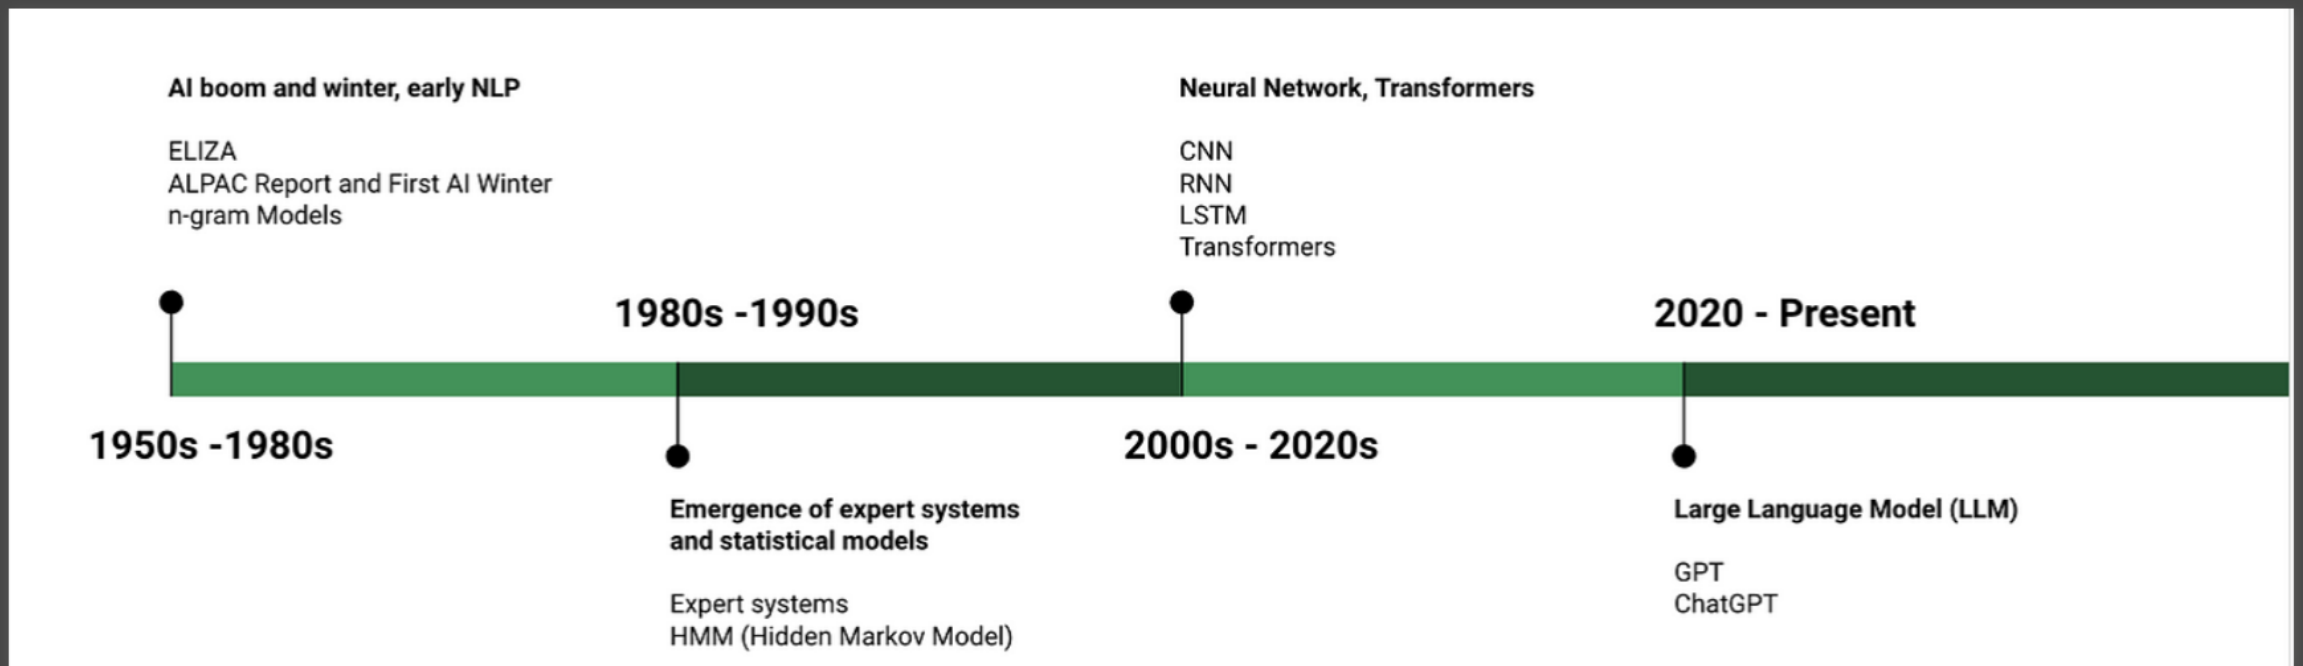 AI boom and winter, early NLP
ELIZA
ALPAC Report and First AI Winter
n-gram Models
1950s -1980s
1980s -1990s
Emergence of expert systems
and statistical models
Expert systems
HMM (Hidden Markov Model)
Neural Network, Transformers
CNN
RNN
LSTM
Transformers
2000s - 2020s
2020 - Present
Large Language Model (LLM)
GPT
ChatGPT